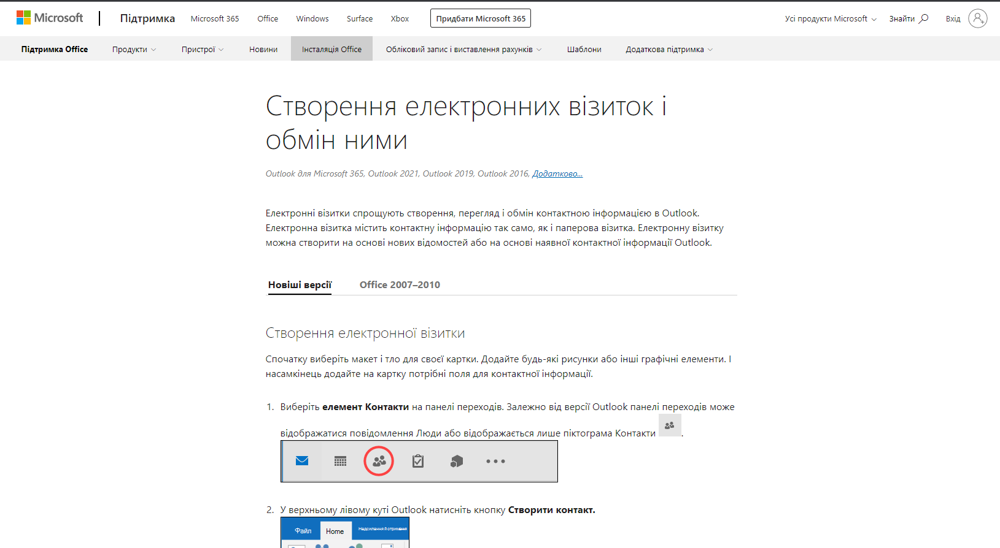 Microsoft Підтримка Microsoft 365 Office Windows Surface Xbox Придбати Microsoft 365 Усі продукти Microsoft Знайти Вхід
Підтримка Office Продукти Пристрої Новини Інсталяція Office Обліковий запис і виставлення рахунків Шаблони Додаткова підтримка
Створення електронних візиток і
обмін ними
Outlook для Microsoft 365, Outlook 2021, Outlook 2019, Outlook 2016, Додатково...
Електронні візитки спрощують створення, перегляд і обмін контактною інформацією в Outlook.
Електронна візитка містить контактну інформацію так само, як і паперова візитка. Електронну візитку
можна створити на основі нових відомостей або на основі наявної контактної інформації Outlook.
Новіші версії Office 2007–2010
Створення електронної візитки
Спочатку виберіть макет і тло для своєї картки. Додайте будь-які рисунки або інші графічні елементи. І
насамкінець додайте на картку потрібні поля для контактної інформації.
1. Виберіть елемент Контакти на панелі переходів. Залежно від версії Outlook панелі переходів може
відображатися повідомлення Люди або відображається лише піктограма Контакти .
2. У верхньому лівому куті Outlook натисніть кнопку Створити контакт.
Файл Home Надсилення й отримання